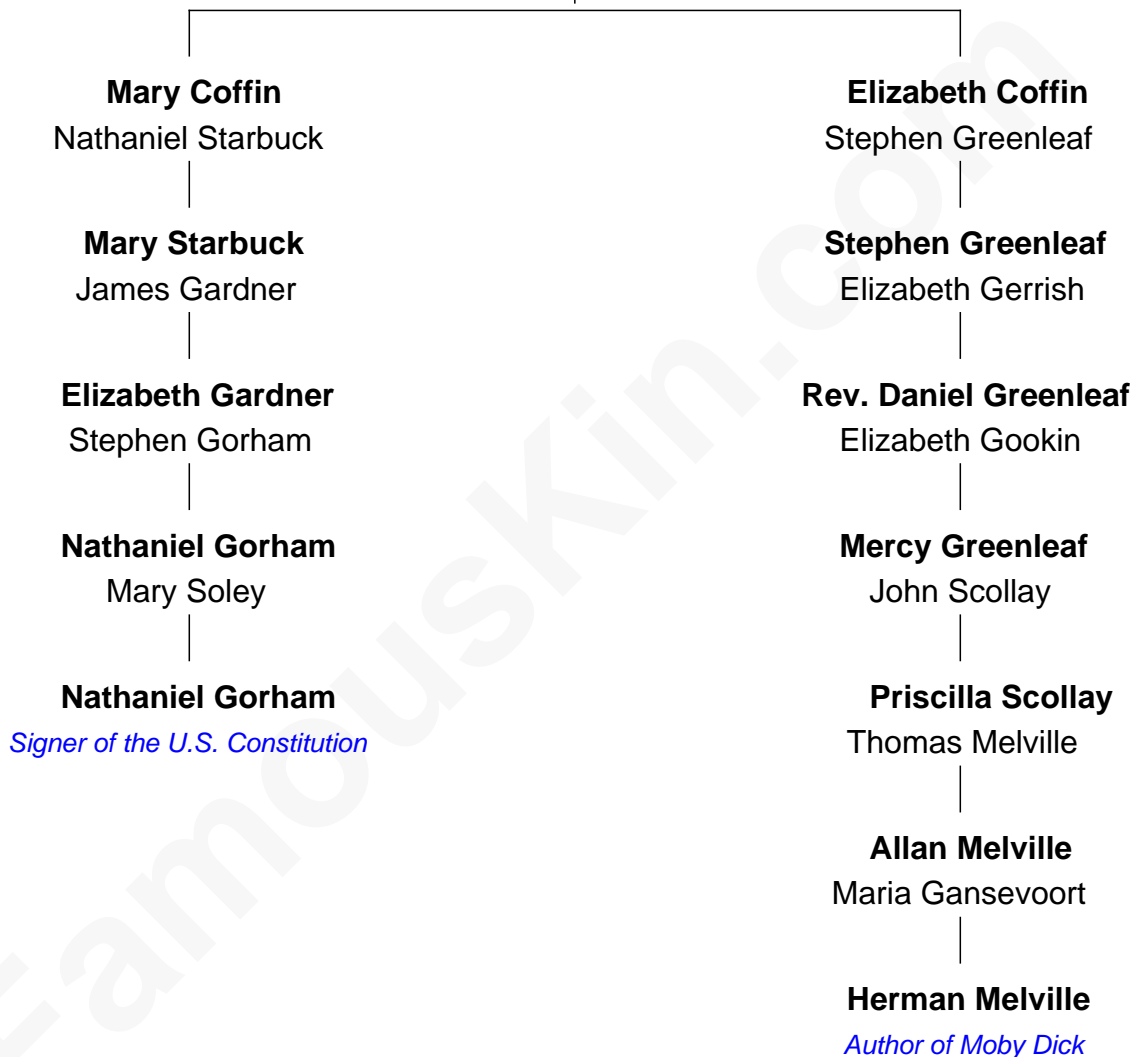 Mary Coffin
Nathaniel Starbuck
Mary Starbuck
James Gardner
Elizabeth Gardner
Stephen Gorham
Nathaniel Gorham
Mary Soley
Nathaniel Gorham
Signer of the U.S. Constitution
Elizabeth Coffin
Stephen Greenleaf
Stephen Greenleaf
Elizabeth Gerrish
Rev. Daniel Greenleaf
Elizabeth Gookin
Mercy Greenleaf
John Scollay
Priscilla Scollay
Thomas Melville
Allan Melville
Maria Gansevoort
Herman Melville
Author of Moby Dick
FamousKin.com